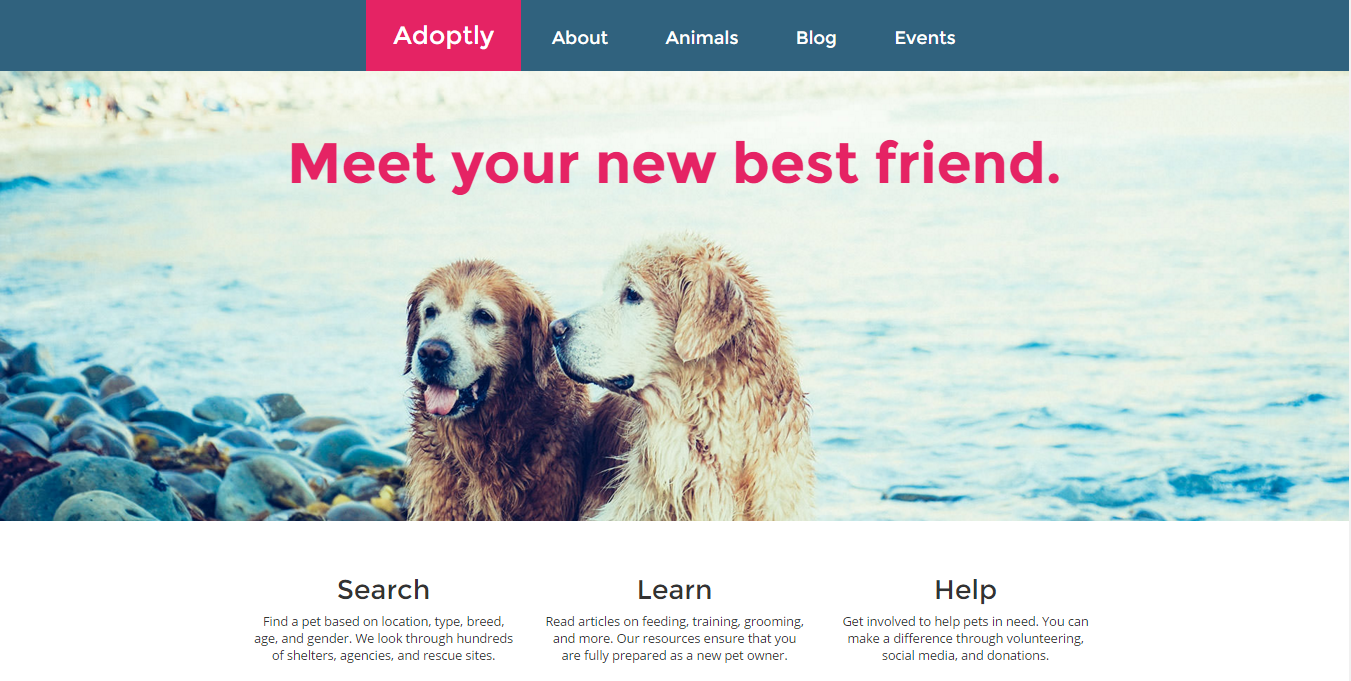 Adoptly About Animals Blog Events
Meet your new best friend.
Search
Find a pet based on location, type, breed,
age, and gender. We look through hundreds
of shelters, agencies, and rescue sites.
Learn
Read articles on feeding, training, grooming,
and more. Our resources ensure that you
are fully prepared as a new pet owner.
Help
Get involved to help pets in need. You can
make a difference through volunteering,
social media, and donations.